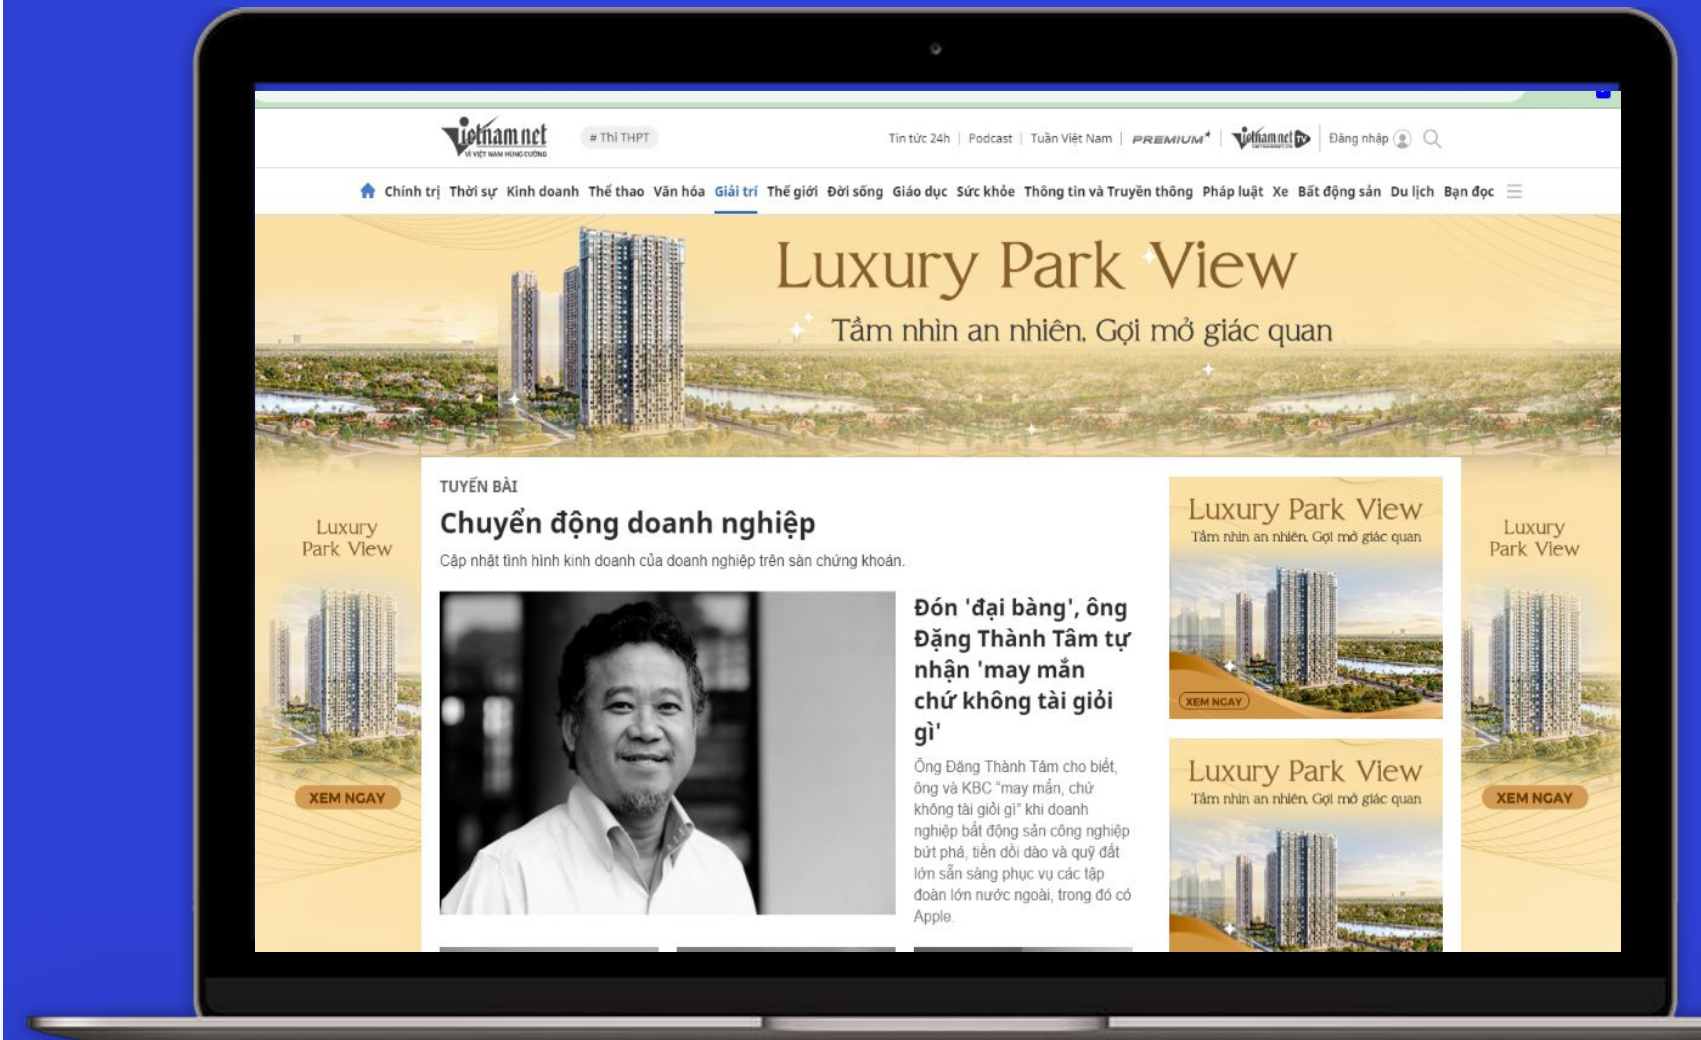 Vietnamnet
VÌ VIỆT NAM HÙNG CƯỜNG
# Thi THPT
Tin tức 24h | Podcast | Tuần Việt Nam | PREMIUM | Vietnamnet TV | Đăng nhập
Chính trị Thời sự Kinh doanh Thể thao Văn hóa Giải trí Thế giới Đời sống Giáo dục Sức khỏe Thông tin và Truyền thông Pháp luật Xe Bất động sản Du lịch Bạn đọc
Luxury Park View
Tầm nhìn an nhiên, Gợi mở giác quan
Luxury
Park View
XEM NGAY
TUYẾN BÀI
Chuyển động doanh nghiệp
Cập nhật tình hình kinh doanh của doanh nghiệp trên sàn chứng khoán.
Đón 'đại bàng', ông
Đặng Thành Tâm tự
nhận 'may mắn
chứ không tài giỏi
gì'
Ông Đặng Thành Tâm cho biết,
ông và KBC “may mắn, chứ
không tài giỏi gì” khi doanh
nghiệp bất động sản công nghiệp
bứt phá, tiền dồi dào và quỹ đất
lớn sẵn sàng phục vụ các tập
đoàn lớn nước ngoài, trong đó có
Apple.
Luxury Park View
Tầm nhìn an nhiên, Gợi mở giác quan
XEM NGAY
Luxury Park View
Tầm nhìn an nhiên, Gợi mở giác quan
Luxury
Park View
XEM NGAY